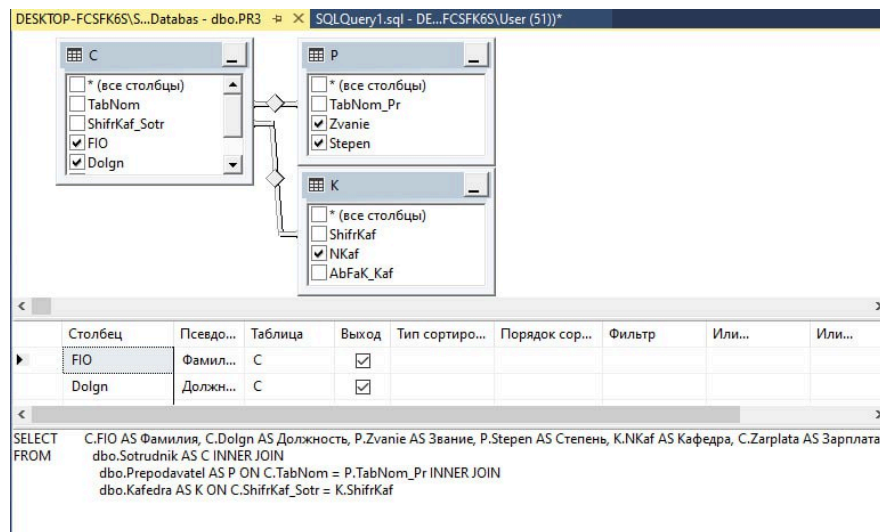 DESKTOP-FCSFK6S\S...Databas - dbo.PR3
SQLQuery1.sql - DE...FCSFK6S\User (51))*
C
* (все столбцы)
TabNom
ShifrKaf_Sotr
FIO
Dolgn
P
* (все столбцы)
TabNom_Pr
Zvanie
Stepen
K
* (все столбцы)
ShifrKaf
NKaf
AbFaK_Kaf
Столбец Псевдо... Таблица Выход Тип сортиро... Порядок сор... Фильтр Или... Или...
FIO Фамил... C
Dolgn Должн... C
SELECT C.FIO AS Фамилия, C.Dolgn AS Должность, P.Zvanie AS Звание, P.Stepen AS Степень, K.NKaf AS Кафедра, C.Zarplata AS Зарплата
FROM dbo.Sotrudnik AS C INNER JOIN
dbo.Prepodavatel AS P ON C.TabNom = P.TabNom_Pr INNER JOIN
dbo.Kafedra AS K ON C.ShifrKaf_Sotr = K.ShifrKaf